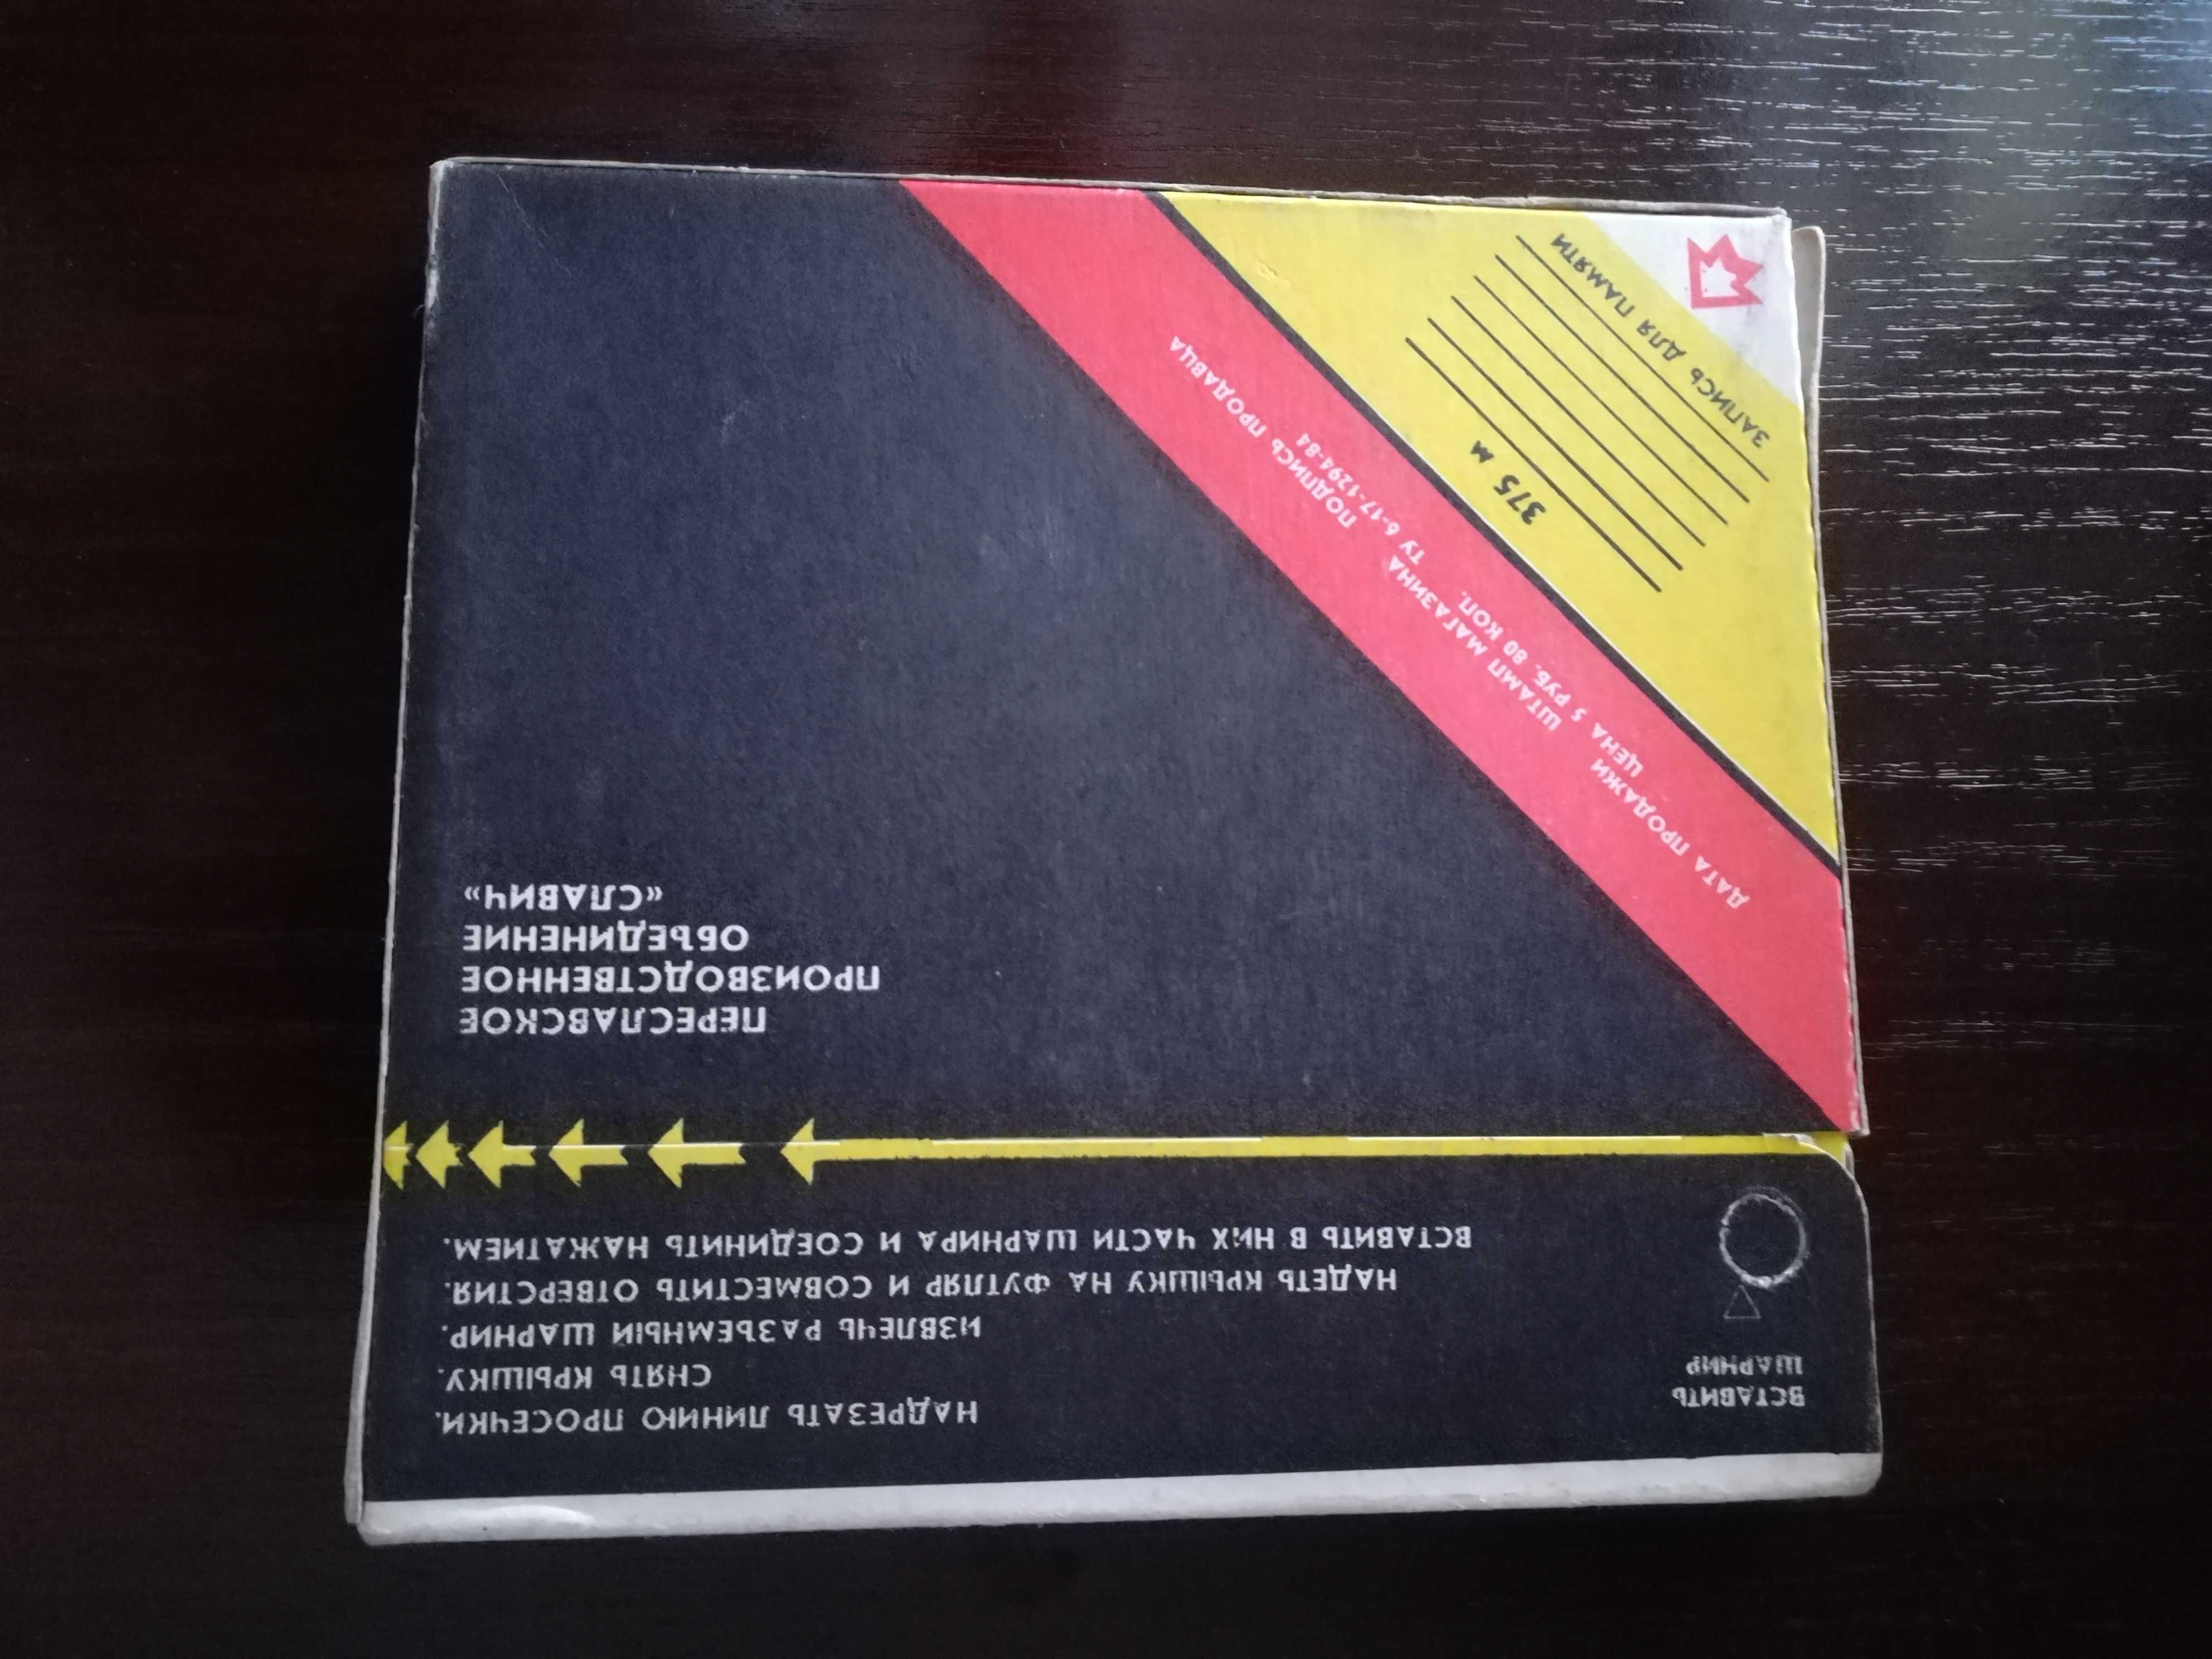 ВСТАВИТЬ
ШАРНИР
НАДРЕЗАТЬ ЛИНИЮ ПРОСЕЧКИ.
СНЯТЬ КРЫШКУ.
ИЗВЛЕЧЬ РАЗЪЕМНЫЙ ШАРНИР.
НАДЕТЬ КРЫШКУ НА ФУТЛЯР И СОВМЕСТИТЬ ОТВЕРСТИЯ.
ВСТАВИТЬ В НИХ ЧАСТИ ШАРНИРА И СОЕДИНИТЬ НАЖАТИЕМ.
ПЕРЕСЛАВСКОЕ
ПРОИЗВОДСТВЕННОЕ
ОБЪЕДИНЕНИЕ
«СЛАВИЧ»
ДАТА ПРОДАЖИ
ШТАМП МАГАЗИНА
ПОДПИСЬ ПРОДАВЦА
ЦЕНА 5 РУБ. 80 КОП.
ТУ 6-17-1294-84
375 м
ЗАПИСЬ ДЛЯ ПАМЯТИ